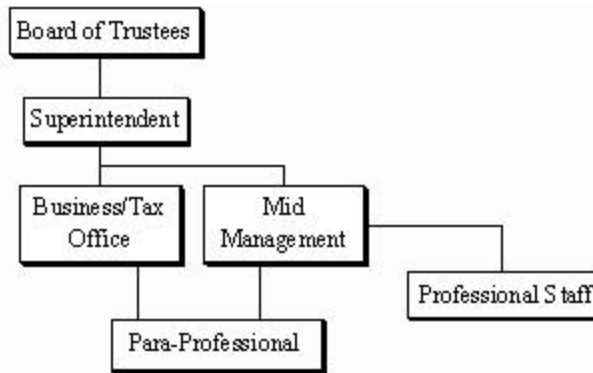 Board of Trustees
Superintendent
Business/Tax
Office
Mid
Management
Professional Staff
Para-Professional